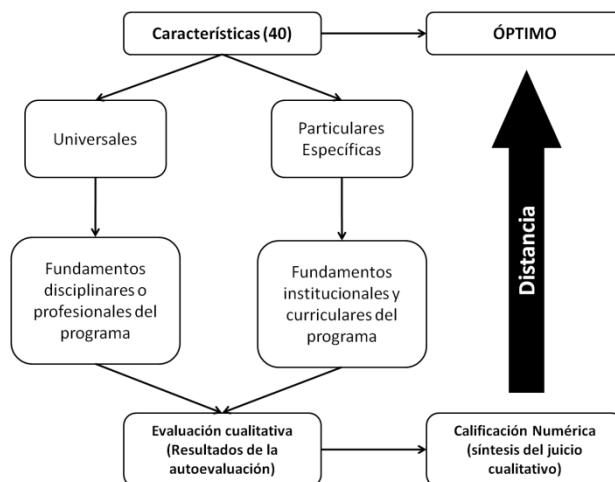 Características (40)
ÓPTIMO
Universales
Particulares
Específicas
Fundamentos
disciplinares o
profesionales del
programa
Fundamentos
institucionales y
curriculares del
programa
Distancia
Evaluación cualitativa
(Resultados de la
autoevaluación)
Calificación Numérica
(síntesis del juicio
cualitativo)